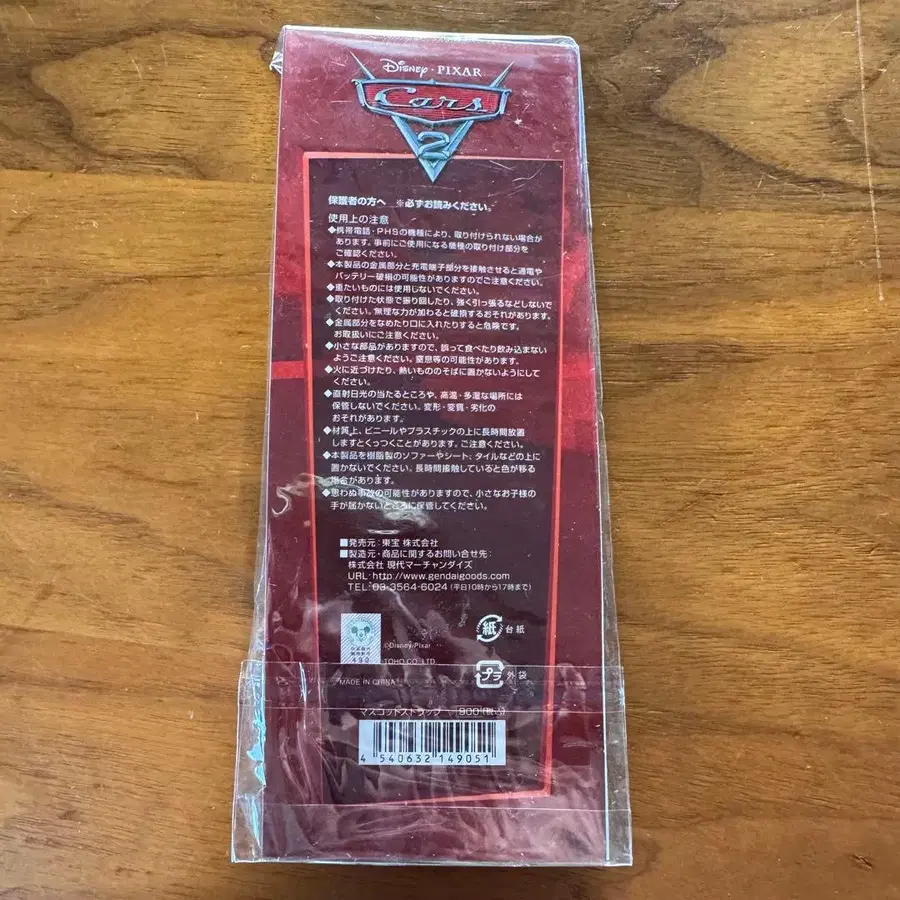 Disney · PIXAR
Cars
2
保護者の方へ ※必ずお読みください。
使用上の注意
◆携帯電話・PHSの機種により、取り付けられない場合が
あります。事前にご使用になる機種の取り付け部分を
ご確認ください。
◆本製品の金属部分と充電端子部分を接触させると通電や
バッテリー破損の可能性がありますのでご注意ください。
◆重たいものには使用しないでください。
◆取り付けた状態で振り回したり、強く引っ張るなどしないで
ください。無理な力が加わると破損するおそれがあります。
◆金属部分をなめたり口に入れたりすると危険です。
お取扱いにご注意ください。
◆小さな部品がありますので、誤って食べたり飲み込まない
ようご注意ください。窒息等の可能性があります。
◆火に近づけたり、熱いもののそばに置かないようにして
ください。
◆直射日光の当たるところや、高温・多湿な場所には
保管しないでください。変形・変質・劣化の
おそれがあります。
◆材質上、ビニールやプラスチックの上に長時間放置
しますとくっつくことがあります。ご注意ください。
◆本製品を樹脂製のソファーやシート、タイルなどの上に
置かないでください。長時間接触していると色が移る
場合があります。
◆思わぬ事故の可能性がありますので、小さなお子様の
手が届かないところに保管してください。
■発売元：東宝 株式会社
■製造元・商品に関するお問い合せ先：
株式会社 現代マーチャンダイズ
URL：http://www.gendaigoods.com
TEL：03-3564-6024（平日10時から17時まで）
紙 台紙
©Disney/Pixar
490
TOHO CO.,LTD.
プラ 外袋
MADE IN CHINA
マスコットストラップ 900（税込）
4 540632 149051